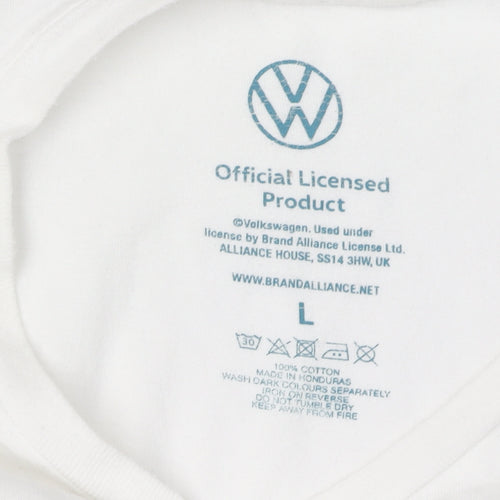 VW
Official Licensed
Product
©Volkswagen. Used under
license by Brand Alliance License Ltd.
ALLIANCE HOUSE, SS14 3HW, UK
WWW.BRANDALLIANCE.NET
L
30
100% COTTON
MADE IN HONDURAS
WASH DARK COLOURS SEPARATELY
IRON ON REVERSE
DO NOT TUMBLE DRY
KEEP AWAY FROM FIRE